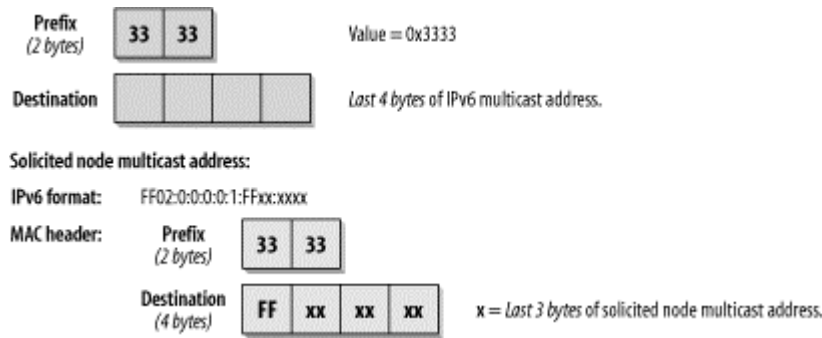 Prefix
(2 bytes)
33 33
Value = 0x3333
Destination
Last 4 bytes of IPv6 multicast address.
Solicited node multicast address:
IPv6 format: FF02:0:0:0:0:1:FFxx:xxxx
MAC header:
Prefix
(2 bytes)
33 33
Destination
(4 bytes)
FF xx xx xx
x = Last 3 bytes of solicited node multicast address.